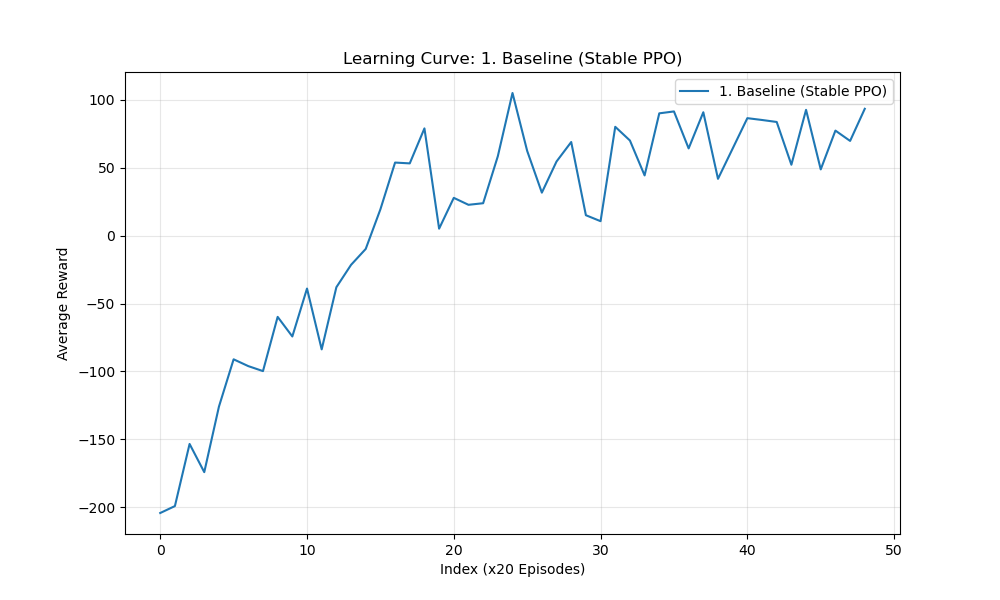 Learning Curve: 1. Baseline (Stable PPO)
1. Baseline (Stable PPO)
Average Reward
100
50
0
−50
−100
−150
−200
0 10 20 30 40 50
Index (x20 Episodes)